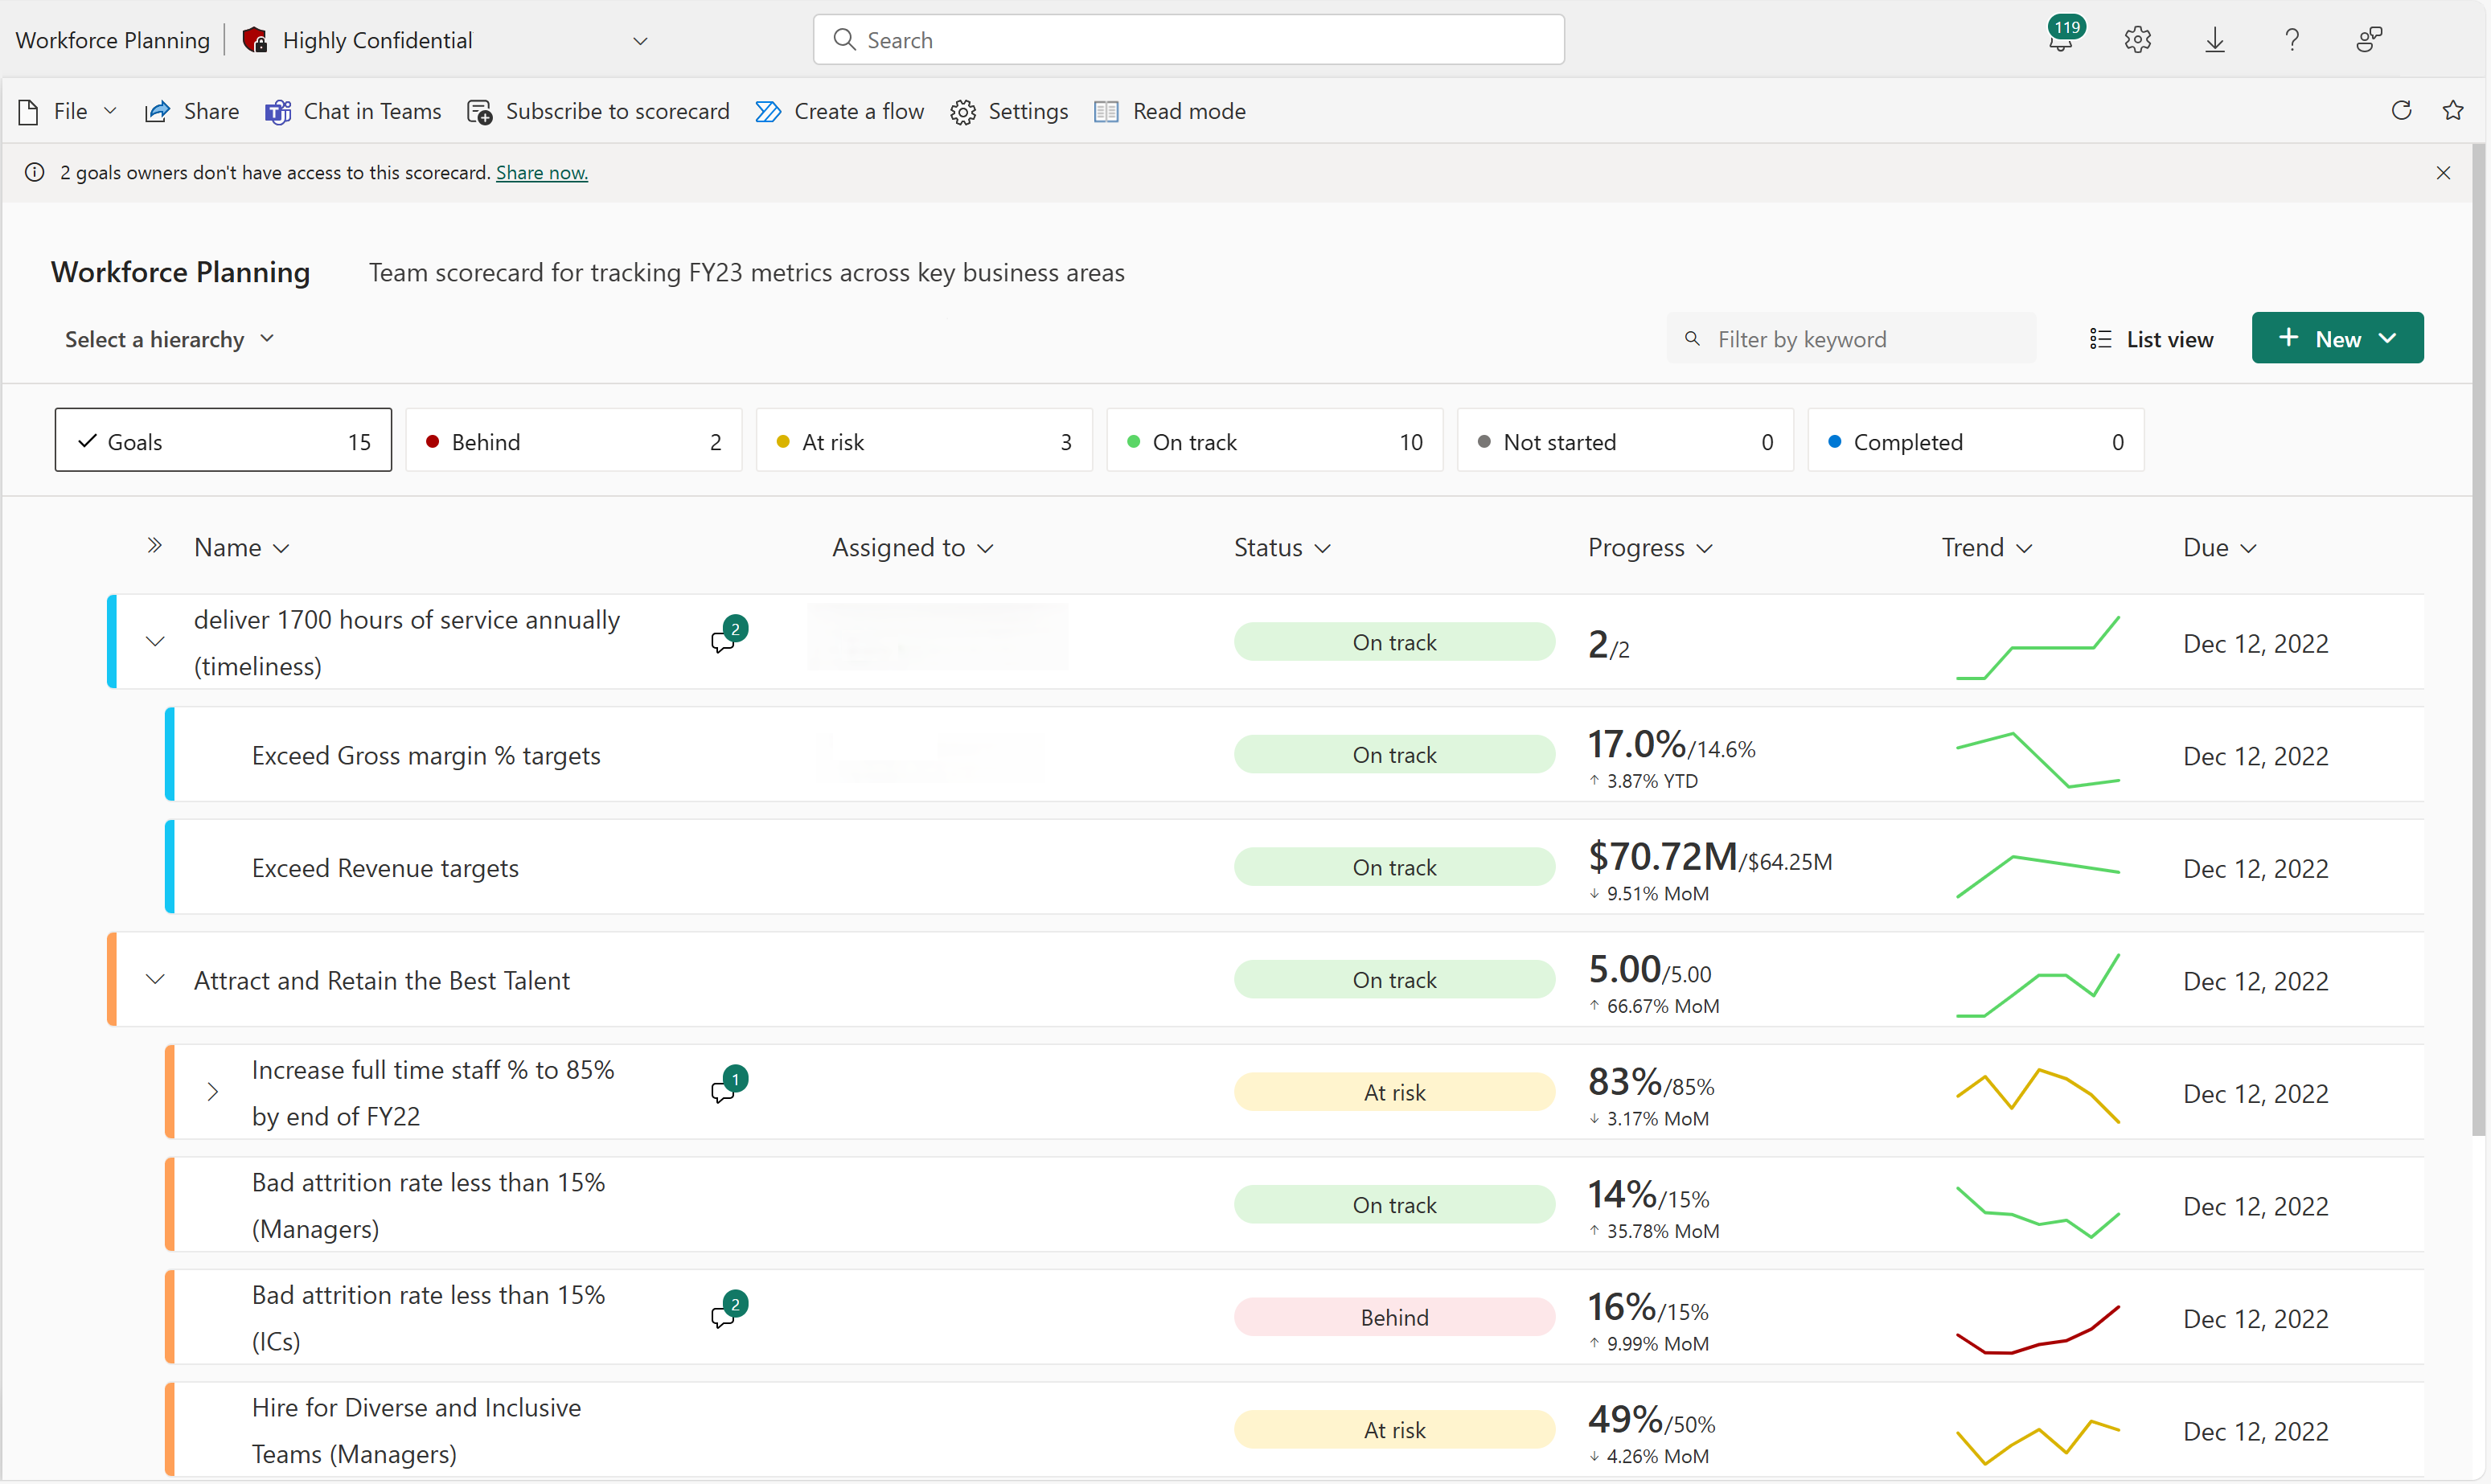 Workforce Planning Highly Confidential Search 119
File Share Chat in Teams Subscribe to scorecard Create a flow Settings Read mode
2 goals owners don't have access to this scorecard. Share now.
Workforce Planning Team scorecard for tracking FY23 metrics across key business areas
Select a hierarchy Filter by keyword List view New
Goals 15 Behind 2 At risk 3 On track 10 Not started 0 Completed 0
Name Assigned to Status Progress Trend Due
deliver 1700 hours of service annually
(timeliness)
2
On track 2/2 Dec 12, 2022
Exceed Gross margin % targets On track 17.0%/14.6% Dec 12, 2022
↑ 3.87% YTD
Exceed Revenue targets On track $70.72M/$64.25M Dec 12, 2022
↓ 9.51% MoM
Attract and Retain the Best Talent On track 5.00/5.00 Dec 12, 2022
↑ 66.67% MoM
Increase full time staff % to 85%
by end of FY22
1
At risk 83%/85% Dec 12, 2022
↓ 3.17% MoM
Bad attrition rate less than 15%
(Managers)
On track 14%/15% Dec 12, 2022
↑ 35.78% MoM
Bad attrition rate less than 15%
(ICs)
2
Behind 16%/15% Dec 12, 2022
↑ 9.99% MoM
Hire for Diverse and Inclusive
Teams (Managers)
At risk 49%/50% Dec 12, 2022
↓ 4.26% MoM